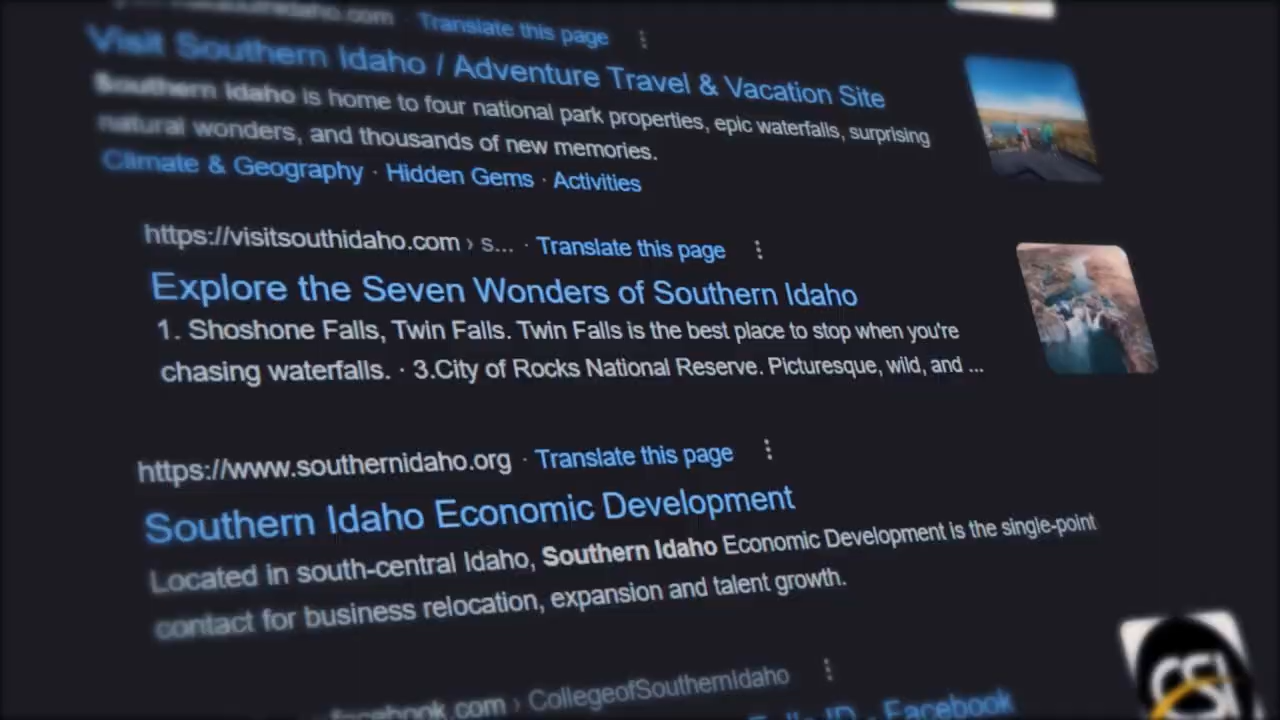 Translate this page
Visit Southern Idaho / Adventure Travel & Vacation Site
Southern Idaho is home to four national park properties, epic waterfalls, surprising
natural wonders, and thousands of new memories.
Climate & Geography · Hidden Gems · Activities
https://visitsouthidaho.com › s... · Translate this page
Explore the Seven Wonders of Southern Idaho
1. Shoshone Falls, Twin Falls. Twin Falls is the best place to stop when you're
chasing waterfalls. · 3.City of Rocks National Reserve. Picturesque, wild, and ...
https://www.southernidaho.org · Translate this page
Southern Idaho Economic Development
Located in south-central Idaho, Southern Idaho Economic Development is the single-point
contact for business relocation, expansion and talent growth.
facebook.com › CollegeofSouthernIdaho
ID - Facebook
CSI